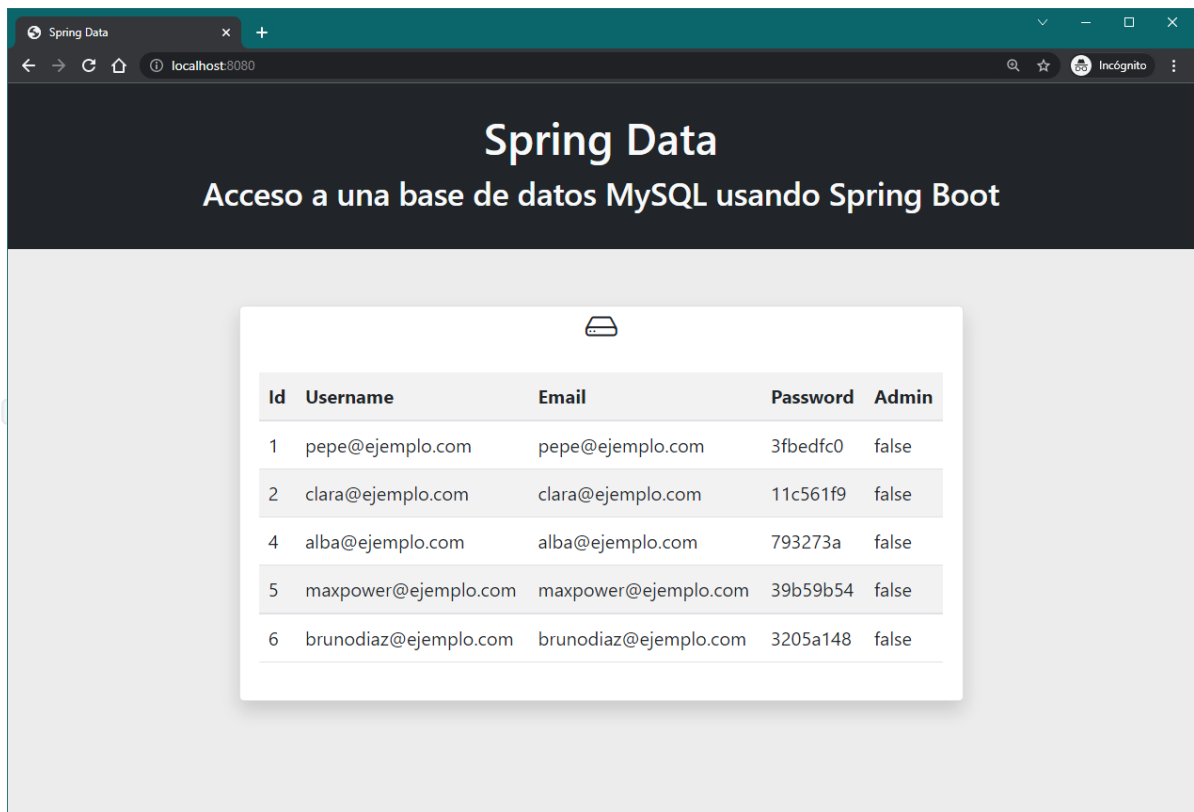 Spring Data
localhost:8080
Incógnito
Spring Data
Acceso a una base de datos MySQL usando Spring Boot
Id Username Email Password Admin
1 pepe@ejemplo.com pepe@ejemplo.com 3fbedfc0 false
2 clara@ejemplo.com clara@ejemplo.com 11c561f9 false
4 alba@ejemplo.com alba@ejemplo.com 793273a false
5 maxpower@ejemplo.com maxpower@ejemplo.com 39b59b54 false
6 brunodiaz@ejemplo.com brunodiaz@ejemplo.com 3205a148 false